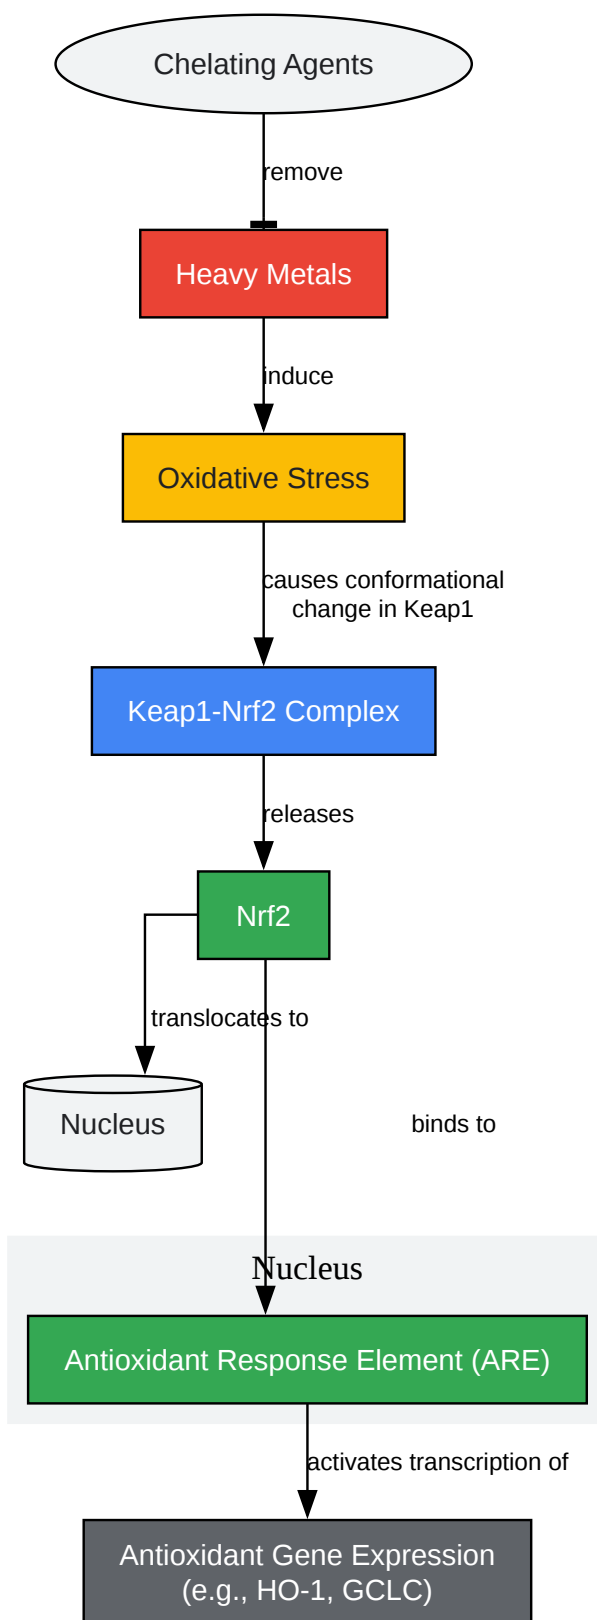 Chelating Agents
remove
Heavy Metals
induce
Oxidative Stress
causes conformational
change in Keap1
Keap1-Nrf2 Complex
releases
Nrf2
translocates to
Nucleus
binds to
Nucleus
Antioxidant Response Element (ARE)
activates transcription of
Antioxidant Gene Expression
(e.g., HO-1, GCLC)